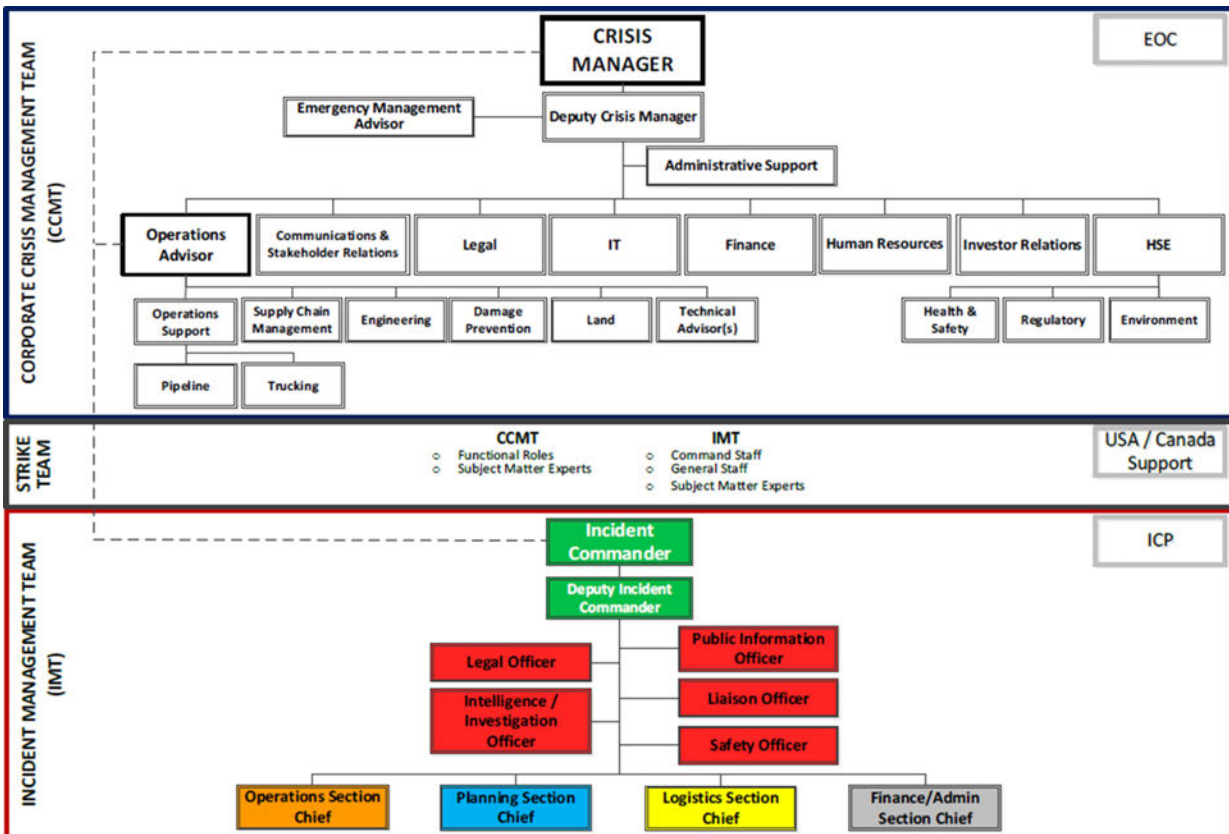 CRISIS
MANAGER
EOC
CORPORATE CRISIS MANAGEMENT TEAM
(CCMT)
Emergency Management
Advisor
Deputy Crisis Manager
Administrative Support
Operations
Advisor
Communications &
Stakeholder Relations
Legal
IT
Finance
Human Resources
Investor Relations
HSE
Operations
Support
Supply Chain
Management
Engineering
Damage
Prevention
Land
Technical
Advisor(s)
Health &
Safety
Regulatory
Environment
Pipeline
Trucking
STRIKE
TEAM
CCMT
○ Functional Roles
○ Subject Matter Experts
IMT
○ Command Staff
○ General Staff
○ Subject Matter Experts
USA / Canada
Support
INCIDENT MANAGEMENT TEAM
(IMT)
Incident
Commander
ICP
Deputy Incident
Commander
Legal Officer
Public Information
Officer
Intelligence /
Investigation
Officer
Liaison Officer
Safety Officer
Operations Section
Chief
Planning Section
Chief
Logistics Section
Chief
Finance/Admin
Section Chief